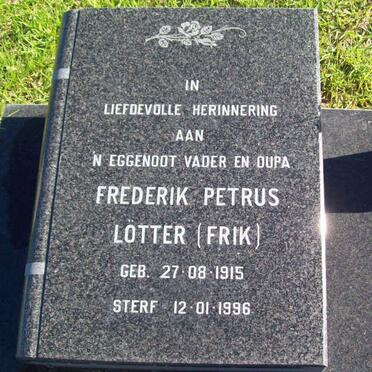 IN
LIEFDEVOLLE HERINNERING
AAN
'N EGGENOOT VADER EN OUPA
FREDERIK PETRUS
LÖTTER (FRIK)
GEB. 27·08·1915
STERF 12·01·1996